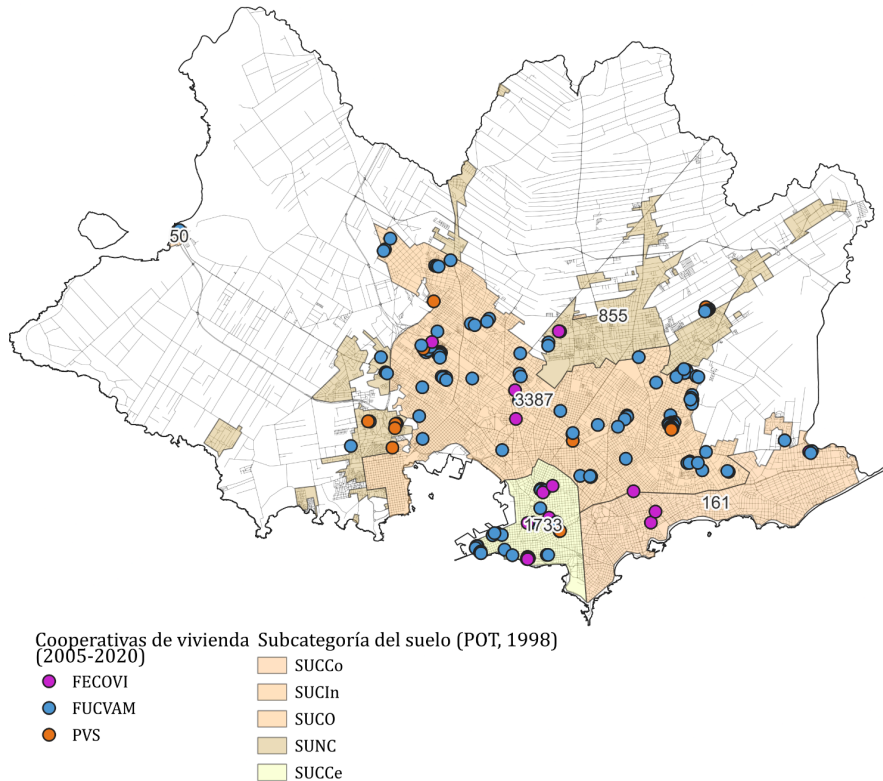 50
855
3387
161
1733
Cooperativas de vivienda
(2005-2020)
FECOVI
FUCVAM
PVS
Subcategoría del suelo (POT, 1998)
SUCCo
SUCIn
SUCO
SUNC
SUCCe